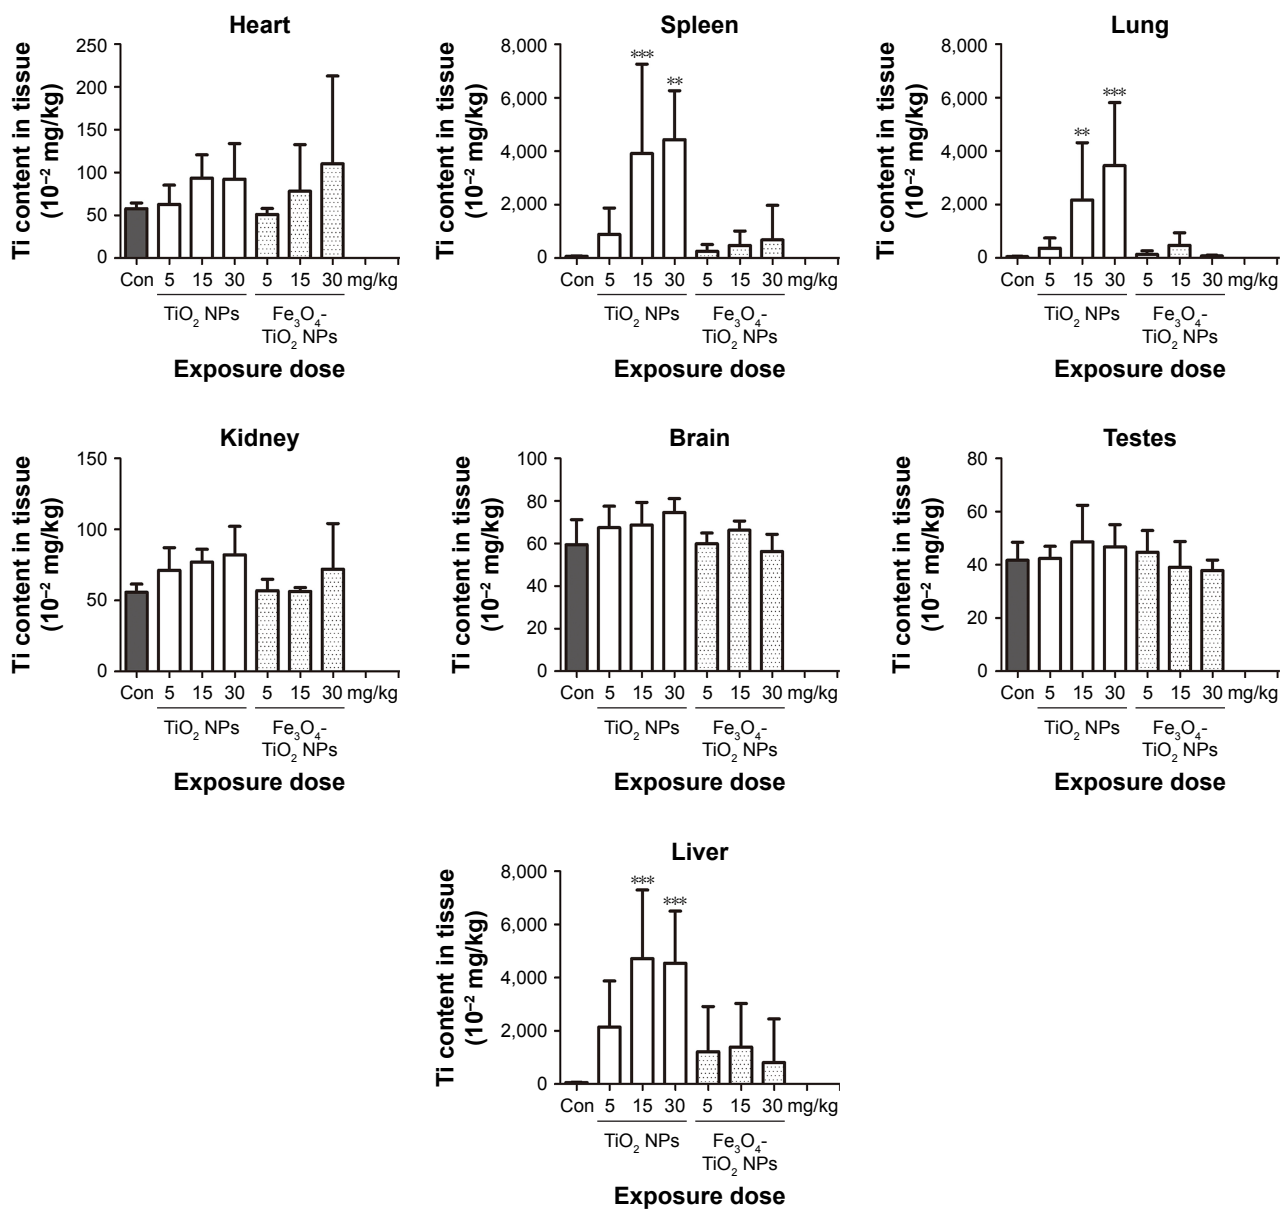 Heart
Ti content in tissue
(10⁻² mg/kg)
250
200
150
100
50
0
Con 5 15 30 5 15 30 mg/kg
TiO₂ NPs
Fe₃O₄-
TiO₂ NPs
Exposure dose
Spleen
Ti content in tissue
(10⁻² mg/kg)
8,000
6,000
4,000
2,000
0
***
**
Con 5 15 30 5 15 30 mg/kg
TiO₂ NPs
Fe₃O₄-
TiO₂ NPs
Exposure dose
Lung
Ti content in tissue
(10⁻² mg/kg)
8,000
6,000
4,000
2,000
0
**
***
Con 5 15 30 5 15 30 mg/kg
TiO₂ NPs
Fe₃O₄-
TiO₂ NPs
Exposure dose
Kidney
Ti content in tissue
(10⁻² mg/kg)
150
100
50
0
Con 5 15 30 5 15 30 mg/kg
TiO₂ NPs
Fe₃O₄-
TiO₂ NPs
Exposure dose
Brain
Ti content in tissue
(10⁻² mg/kg)
100
80
60
40
20
0
Con 5 15 30 5 15 30 mg/kg
TiO₂ NPs
Fe₃O₄-
TiO₂ NPs
Exposure dose
Testes
Ti content in tissue
(10⁻² mg/kg)
80
60
40
20
0
Con 5 15 30 5 15 30 mg/kg
TiO₂ NPs
Fe₃O₄-
TiO₂ NPs
Exposure dose
Liver
Ti content in tissue
(10⁻² mg/kg)
8,000
6,000
4,000
2,000
0
***
***
Con 5 15 30 5 15 30 mg/kg
TiO₂ NPs
Fe₃O₄-
TiO₂ NPs
Exposure dose